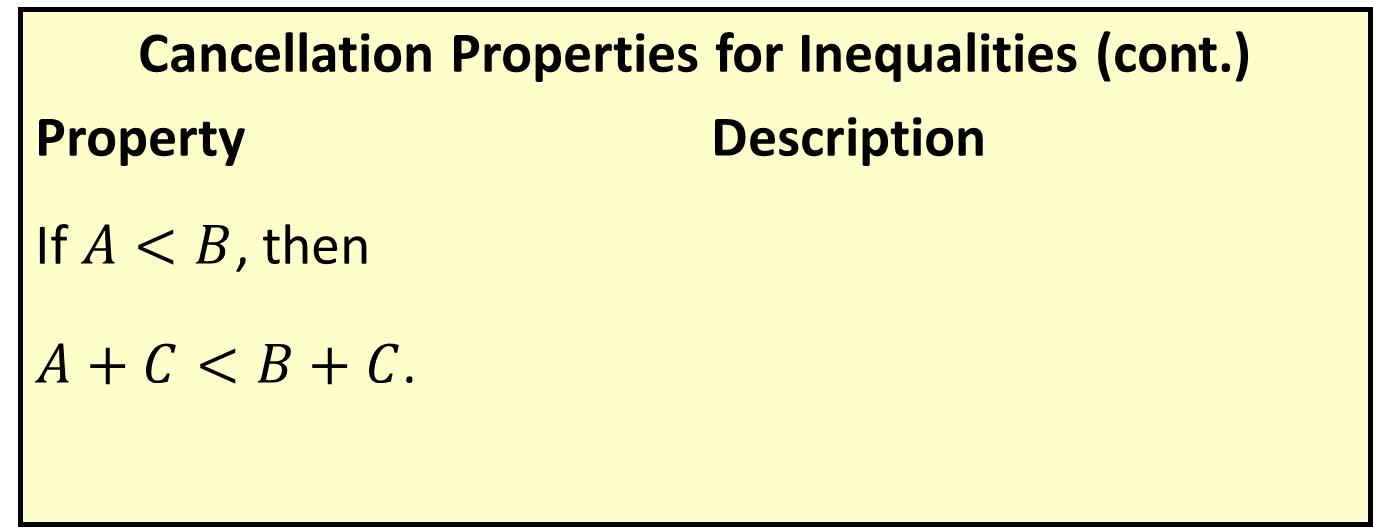 Cancellation Properties for Inequalities (cont.)
Property Description
If A < B, then
A + C < B + C.